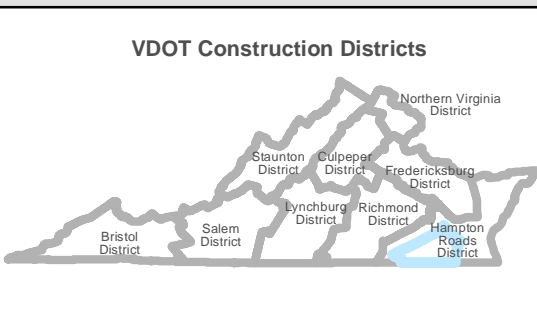 VDOT Construction Districts
Northern Virginia
District
Staunton
District
Culpeper
District
Fredericksburg
District
Lynchburg
District
Richmond
District
Salem
District
Bristol
District
Hampton
Roads
District